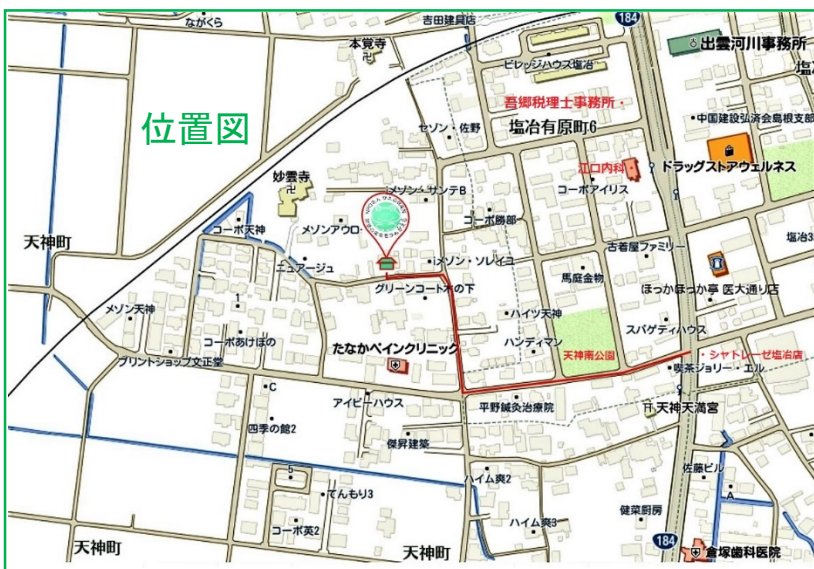 ながくら
吉田建具店
184
本覚寺
出雲河川事務所
塩冶
ビレッジハウス塩冶
位置図
吾郷税理士事務所・
中国建設弘済会島根支部
セゾン・佐野
塩冶有原町6
江口内科
ドラッグストアウェルネス
妙雲寺
メゾン・サンテB
コーポアイリス
コーポ天神
メゾンアウロ
コーポ勝部
天神町
古着屋ファミリー
塩冶3
ニュアージュ
メゾン・ソレイユ
馬庭金物
ほっかほっか亭 医大通り店
グリーンコート木の下
メゾン天神
1
ハイツ天神
スパゲティハウス
コーポあけぼの
たなかペインクリニック
ハンディマン
天神南公園
・シャトレーゼ塩冶店
プリントショップ文正堂
喫茶ジョリー・エル
C
アイビーハウス
平野鍼灸治療院
天神天満宮
四季の館2
傑昇建築
佐藤ビル
5
ハイム爽2
てんもり3
A
健菜厨房
コーポ英2
ハイム爽3
184
天神町
天神町
倉塚歯科医院